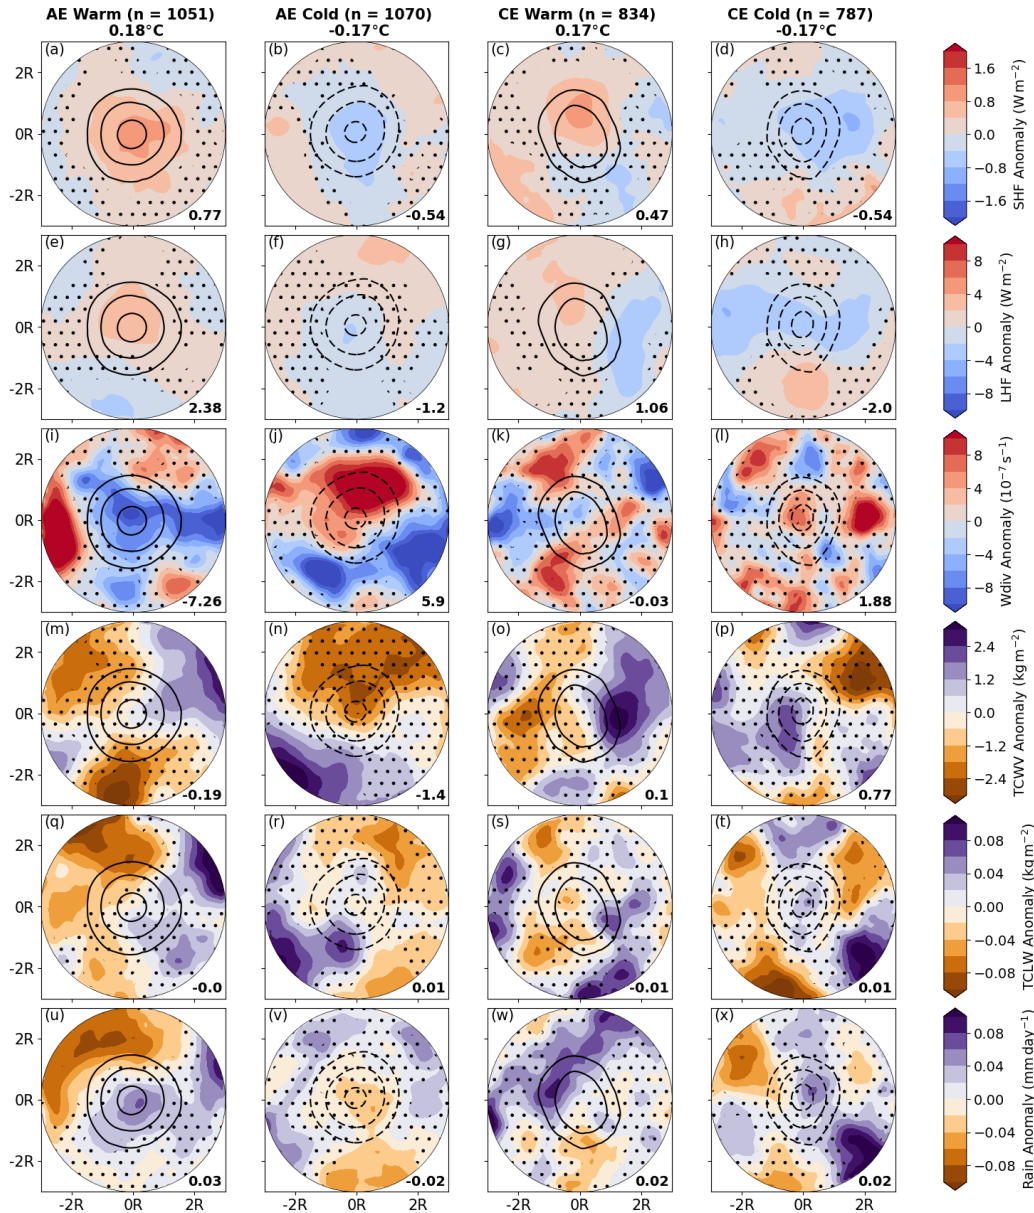 AE Warm (n = 1051) AE Cold (n = 1070) CE Warm (n = 834) CE Cold (n = 787)
0.18°C -0.17°C 0.17°C -0.17°C
(a) (b) (c) (d)
2R
0R
-2R
0.77 -0.54 0.47 -0.54
1.6
0.8
0.0
−0.8
−1.6
SHF Anomaly (W m−2)
(e) (f) (g) (h)
2R
0R
-2R
2.38 -1.2 1.06 -2.0
8
4
0
−4
−8
LHF Anomaly (W m−2)
(i) (j) (k) (l)
2R
0R
-2R
-7.26 5.9 -0.03 1.88
8
4
0
−4
−8
Wdiv Anomaly (10−7 s−1)
(m) (n) (o) (p)
2R
0R
-2R
-0.19 -1.4 0.1 0.77
2.4
1.2
0.0
−1.2
−2.4
TCWV Anomaly (kg m−2)
(q) (r) (s) (t)
2R
0R
-2R
-0.0 0.01 -0.01 0.01
0.08
0.04
0.00
−0.04
−0.08
TCLW Anomaly (kg m−2)
(u) (v) (w) (x)
2R
0R
-2R
0.03 -0.02 0.02 0.02
0.08
0.04
0.00
−0.04
−0.08
Rain Anomaly (mm day−1)
-2R 0R 2R -2R 0R 2R -2R 0R 2R -2R 0R 2R